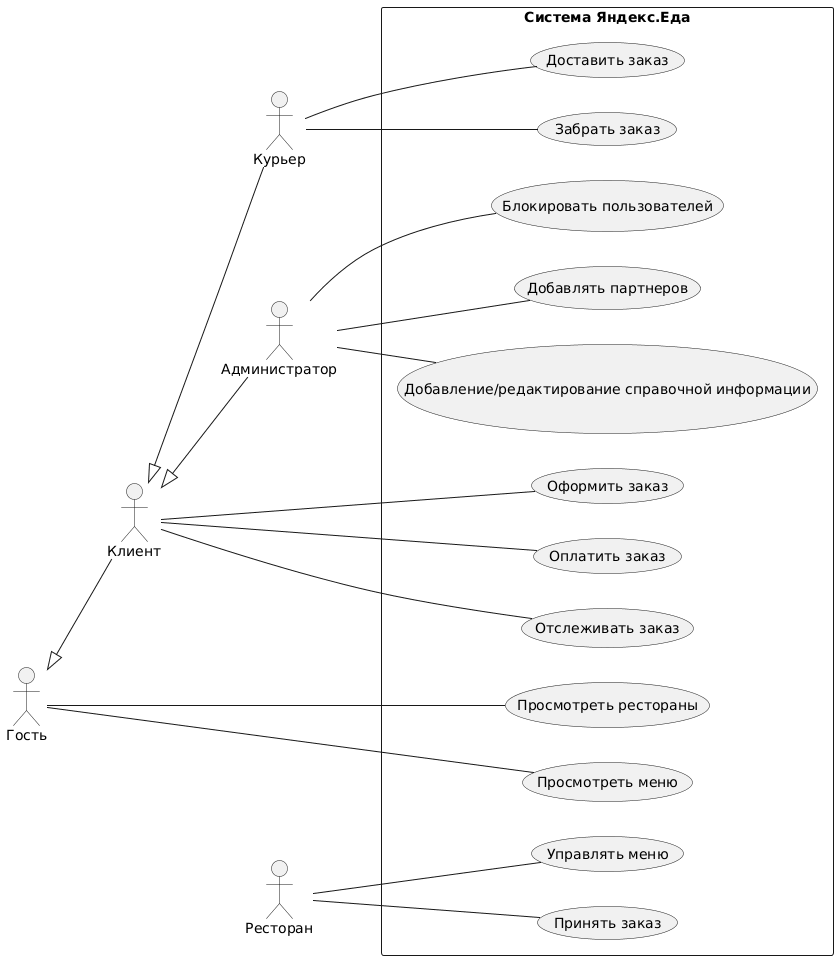 Система Яндекс.Еда
Доставить заказ
Забрать заказ
Курьер
Блокировать пользователей
Добавлять партнеров
Администратор
Добавление/редактирование справочной информации
Оформить заказ
Клиент
Оплатить заказ
Отслеживать заказ
Просмотреть рестораны
Гость
Просмотреть меню
Управлять меню
Ресторан
Принять заказ